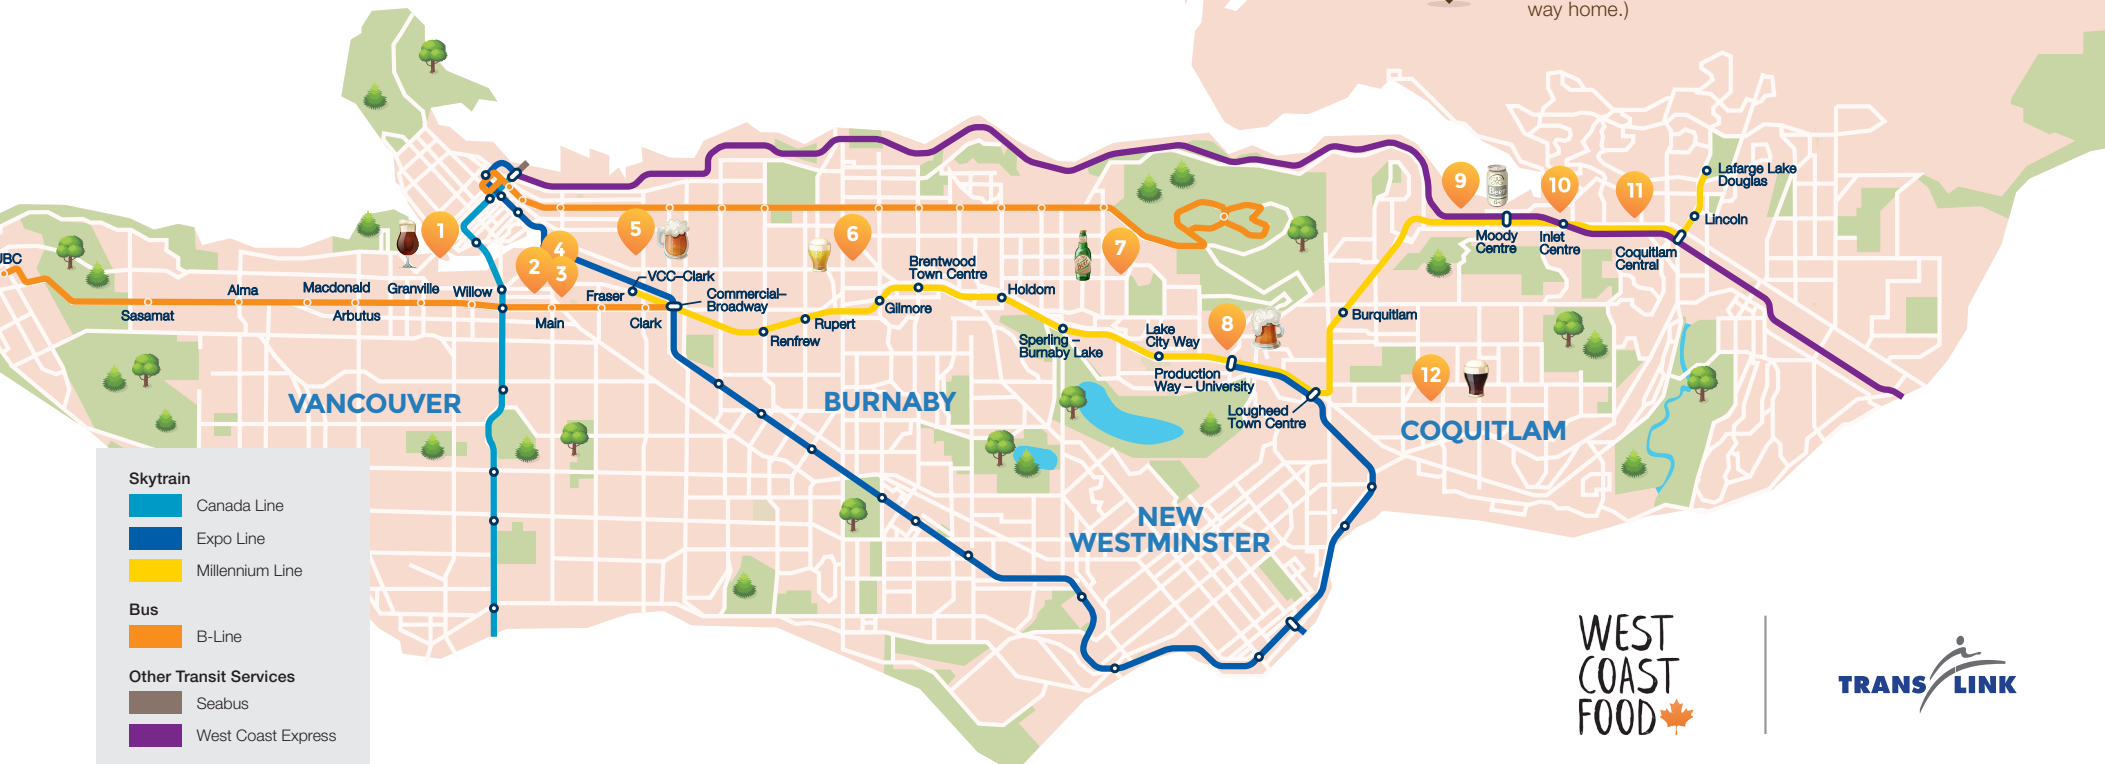 way home.)
1
2
3
4
5
6
7
8
9
10
11
12
UBC
Sasamat
Alma
Macdonald
Arbutus
Granville
Willow
Main
Fraser
Clark
VCC–Clark
Commercial–
Broadway
Renfrew
Rupert
Gilmore
Brentwood
Town Centre
Holdom
Sperling –
Burnaby Lake
Lake
City Way
Production
Way – University
Lougheed
Town Centre
Burquitlam
Moody
Centre
Inlet
Centre
Coquitlam
Central
Lincoln
Lafarge Lake
Douglas
VANCOUVER
BURNABY
NEW
WESTMINSTER
COQUITLAM
Skytrain
Canada Line
Expo Line
Millennium Line
Bus
B-Line
Other Transit Services
Seabus
West Coast Express
WEST
COAST
FOOD
TRANS LINK